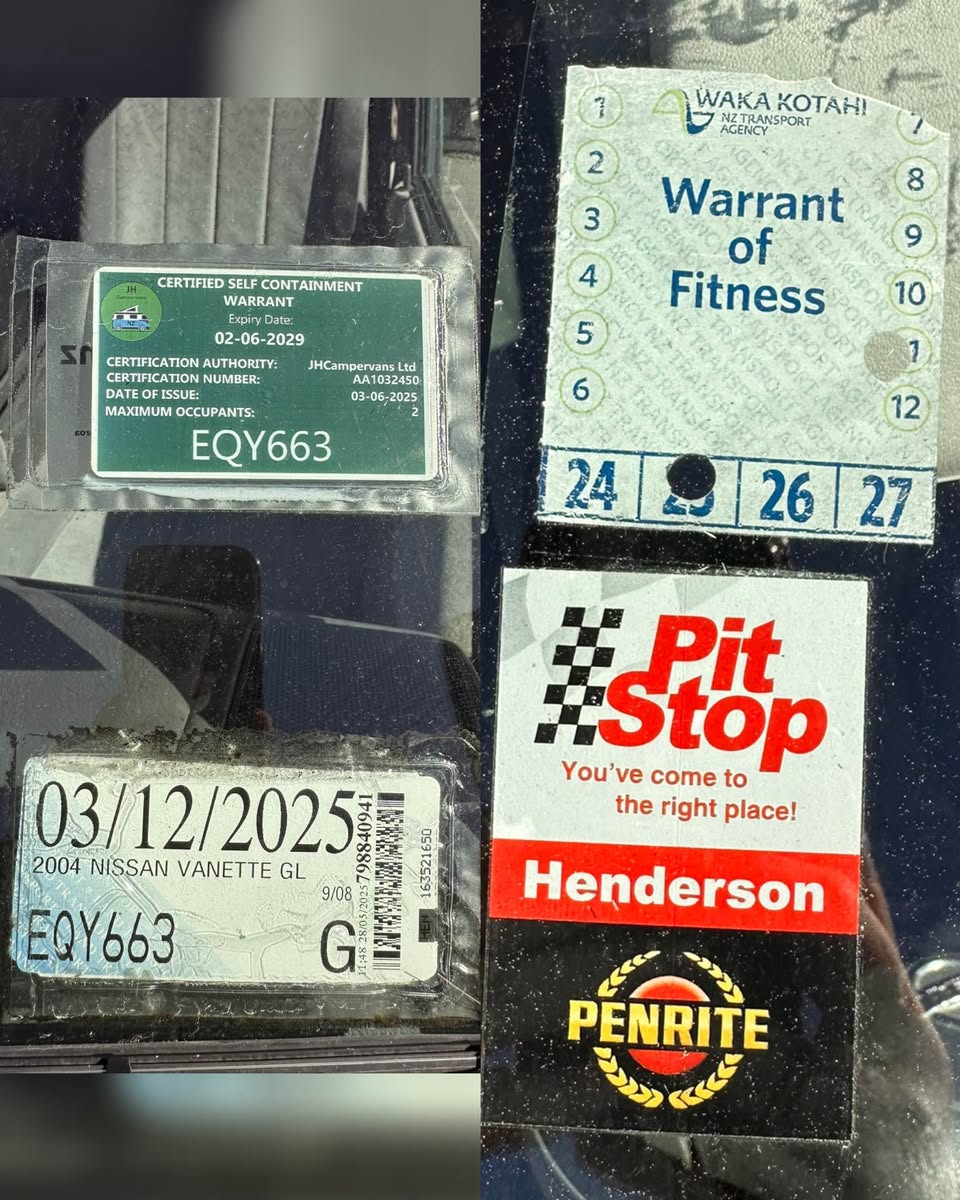 JH
Campervans
NZ
CERTIFIED SELF CONTAINMENT
WARRANT
Expiry Date:
02-06-2029
CERTIFICATION AUTHORITY: JHCampervans Ltd
CERTIFICATION NUMBER: AA1032450
DATE OF ISSUE: 03-06-2025
MAXIMUM OCCUPANTS: 2
EQY663
03/12/2025
2004 NISSAN VANETTE GL
9/08
EQY663
G
11:48 28/05/2025
798840941
HEN
163521650
WAKA KOTAHI
NZ TRANSPORT
AGENCY
Warrant
of
Fitness
1
2
3
4
5
6
7
8
9
10
1
12
24
26
27
Pit
Stop
You've come to
the right place!
Henderson
PENRITE